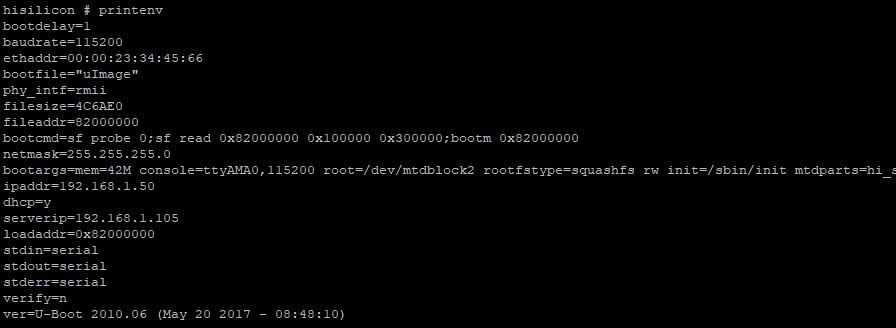 hisilicon # printenv
bootdelay=1
baudrate=115200
ethaddr=00:00:23:34:45:66
bootfile="uImage"
phy_intf=rmii
filesize=4C6AE0
fileaddr=82000000
bootcmd=sf probe 0;sf read 0x82000000 0x100000 0x300000;bootm 0x82000000
netmask=255.255.255.0
bootargs=mem=42M console=ttyAMA0,115200 root=/dev/mtdblock2 rootfstype=squashfs rw init=/sbin/init mtdparts=hi_s
ipaddr=192.168.1.50
dhcp=y
serverip=192.168.1.105
loadaddr=0x82000000
stdin=serial
stdout=serial
stderr=serial
verify=n
ver=U-Boot 2010.06 (May 20 2017 - 08:48:10)